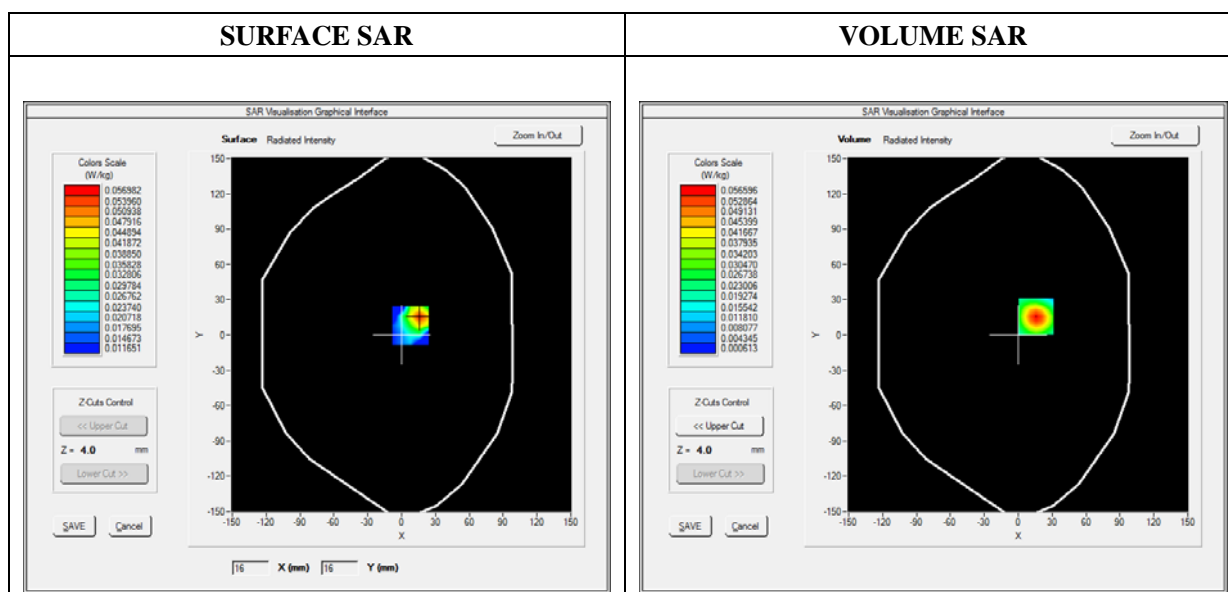 SURFACE SAR
VOLUME SAR
SAR Visualisation Graphical Interface
Surface Radiated Intensity
Zoom In/Out
Colors Scale
(W/kg)
0.056982
0.053960
0.050938
0.047916
0.044894
0.041872
0.038850
0.035828
0.032806
0.029784
0.026762
0.023740
0.020718
0.017695
0.014673
0.011651
Z-Cuts Control
<< Upper Cut
Z = 4.0 mm
Lower Cut >>
SAVE Cancel
150
120
90
60
30
0
-30
-60
-90
-120
-150
Y
-150 -120 -90 -60 -30 0 30 60 90 120 150
X
16 X (mm) 16 Y (mm)
SAR Visualisation Graphical Interface
Volume Radiated Intensity
Zoom In/Out
Colors Scale
(W/kg)
0.056596
0.052864
0.049131
0.045399
0.041667
0.037935
0.034203
0.030470
0.026738
0.023006
0.019274
0.015542
0.011810
0.008077
0.004345
0.000613
Z-Cuts Control
<< Upper Cut
Z = 4.0 mm
Lower Cut >>
SAVE Cancel
150
120
90
60
30
0
-30
-60
-90
-120
-150
Y
-150 -120 -90 -60 -30 0 30 60 90 120 150
X